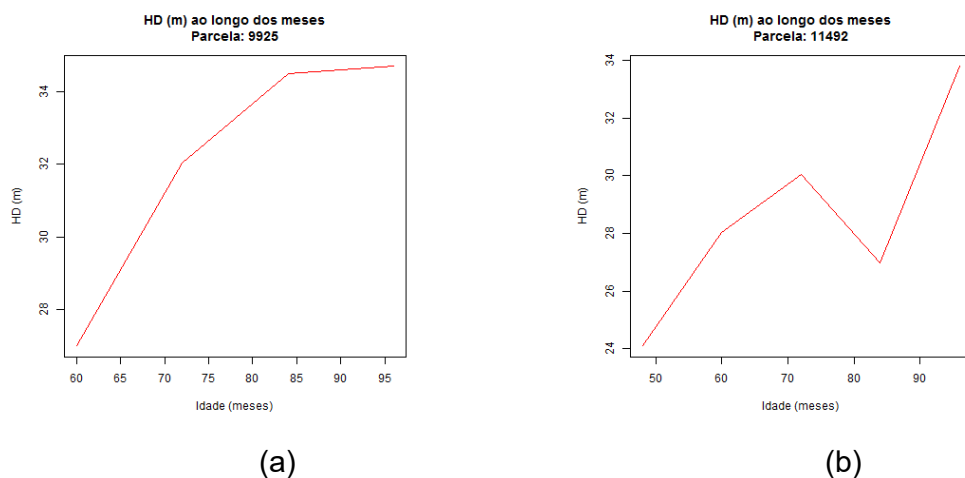 HD (m) ao longo dos meses
Parcela: 9925
HD (m)
34
32
30
28
60 65 70 75 80 85 90 95
Idade (meses)
(a)
HD (m) ao longo dos meses
Parcela: 11492
HD (m)
34
32
30
28
26
24
50 60 70 80 90
Idade (meses)
(b)